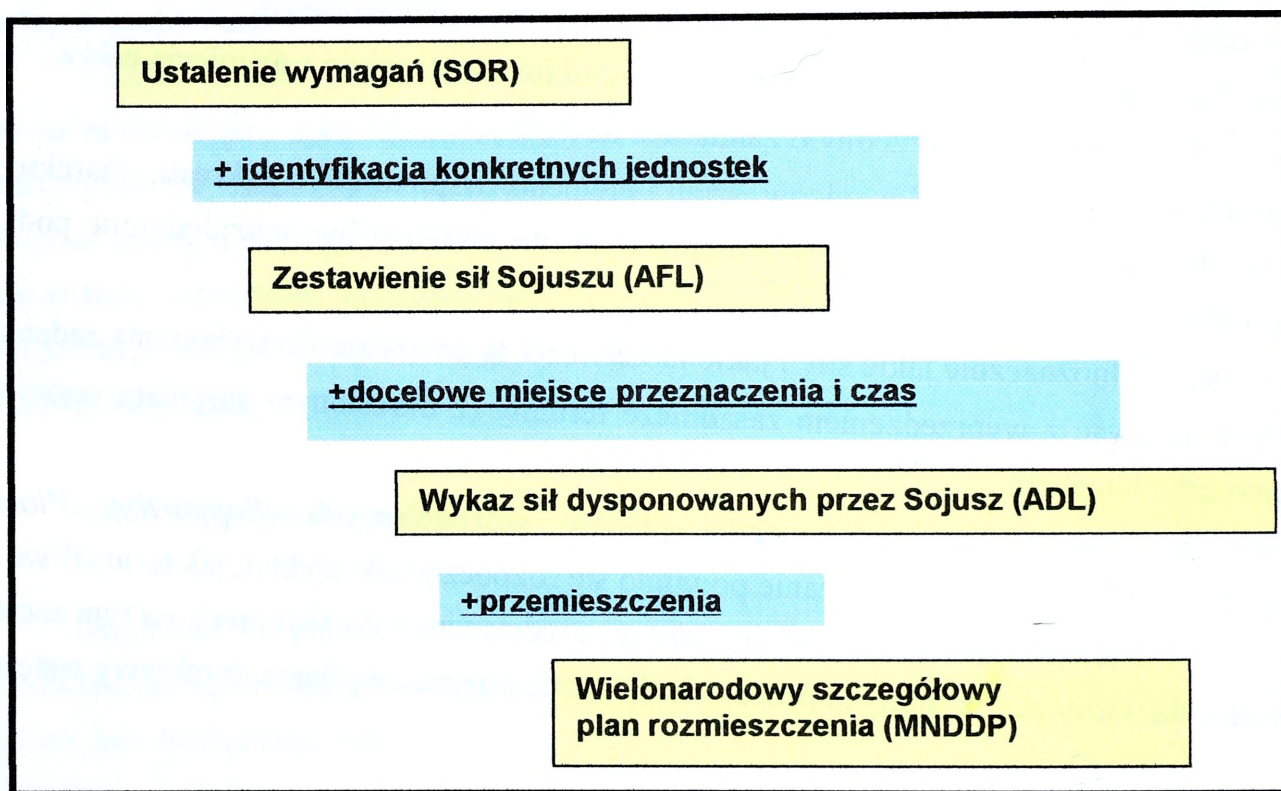 Ustalenie wymagań (SOR)
+ identyfikacja konkretnych jednostek
Zestawienie sił Sojuszu (AFL)
+docelowe miejsce przeznaczenia i czas
Wykaz sił dysponowanych przez Sojusz (ADL)
+przemieszczenia
Wielonarodowy szczegółowy
plan rozmieszczenia (MNDDP)